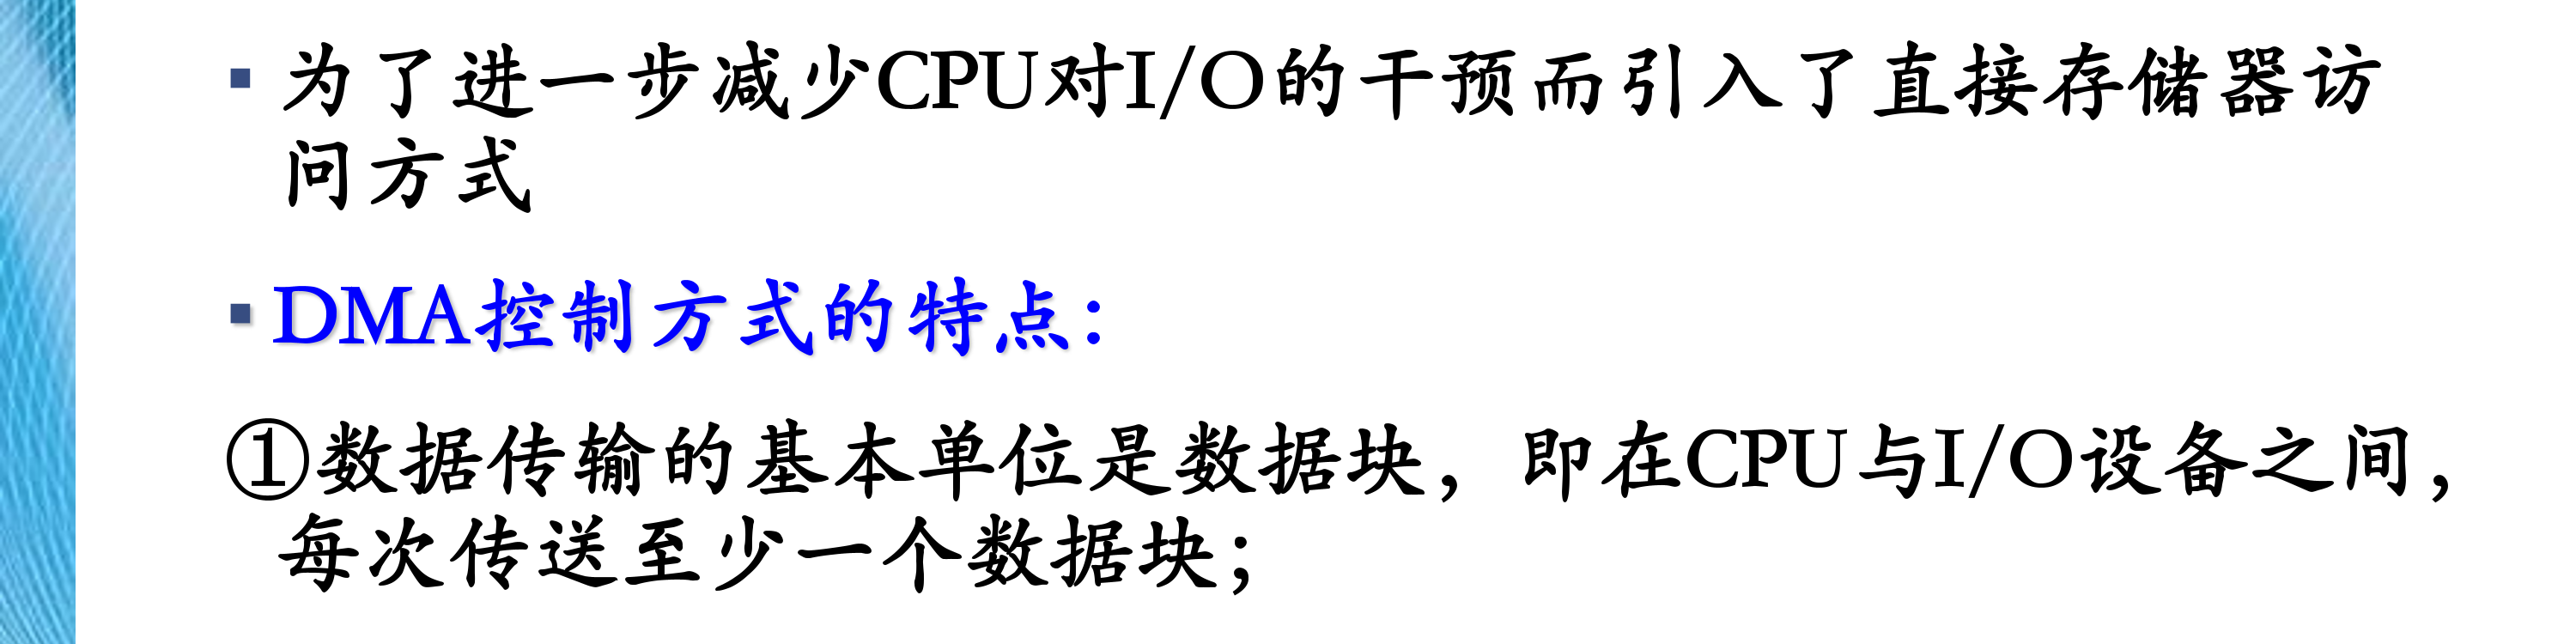 ▪ 为了进一步减少CPU对I/O的干预而引入了直接存储器访
问方式
▪ DMA控制方式的特点:
①数据传输的基本单位是数据块，即在CPU与I/O设备之间，
每次传送至少一个数据块；